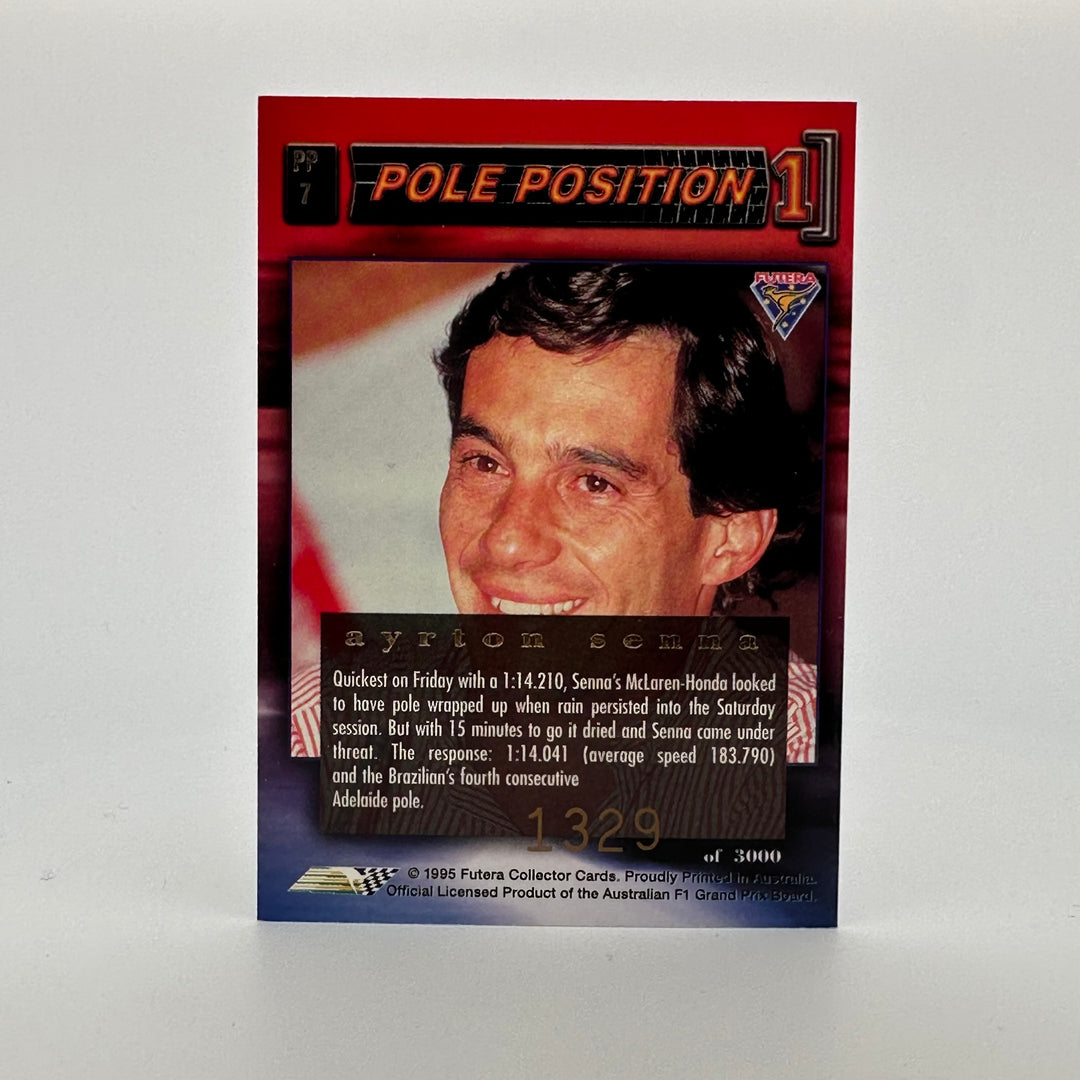 PP
7
POLE POSITION 1
FUTERA
ayrton senna
Quickest on Friday with a 1:14.210, Senna's McLaren-Honda looked
to have pole wrapped up when rain persisted into the Saturday
session. But with 15 minutes to go it dried and Senna came under
threat. The response: 1:14.041 (average speed 183.790)
and the Brazilian's fourth consecutive
Adelaide pole.
1329
of 3000
© 1995 Futera Collector Cards. Proudly Printed in Australia.
Official Licensed Product of the Australian F1 Grand Prix Board.